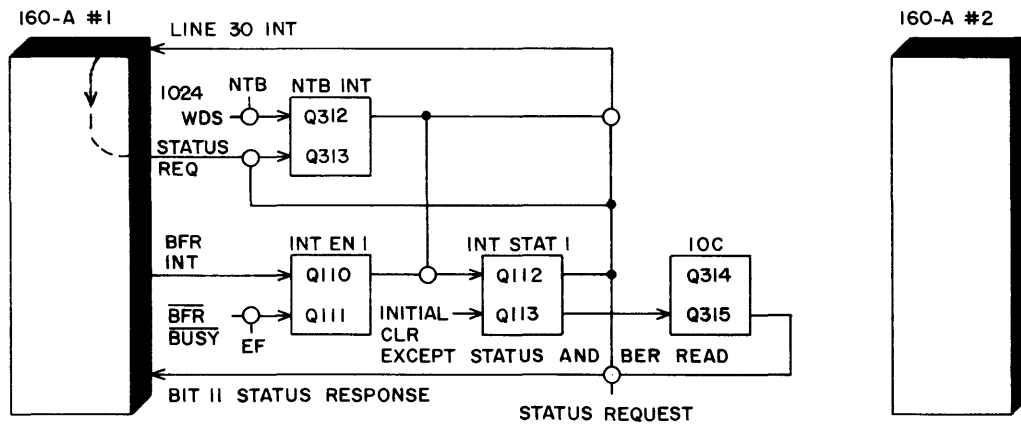 160-A #1
160-A #2
LINE 30 INT
NTB
NTB INT
1024
WDS
Q312
Q313
STATUS
REQ
BFR
INT
INT EN 1
INT STAT 1
IOC
Q110
Q111
Q112
Q113
Q314
Q315
BFR
BUSY
EF
INITIAL
CLR
EXCEPT STATUS AND BER READ
BIT 11 STATUS RESPONSE
STATUS REQUEST